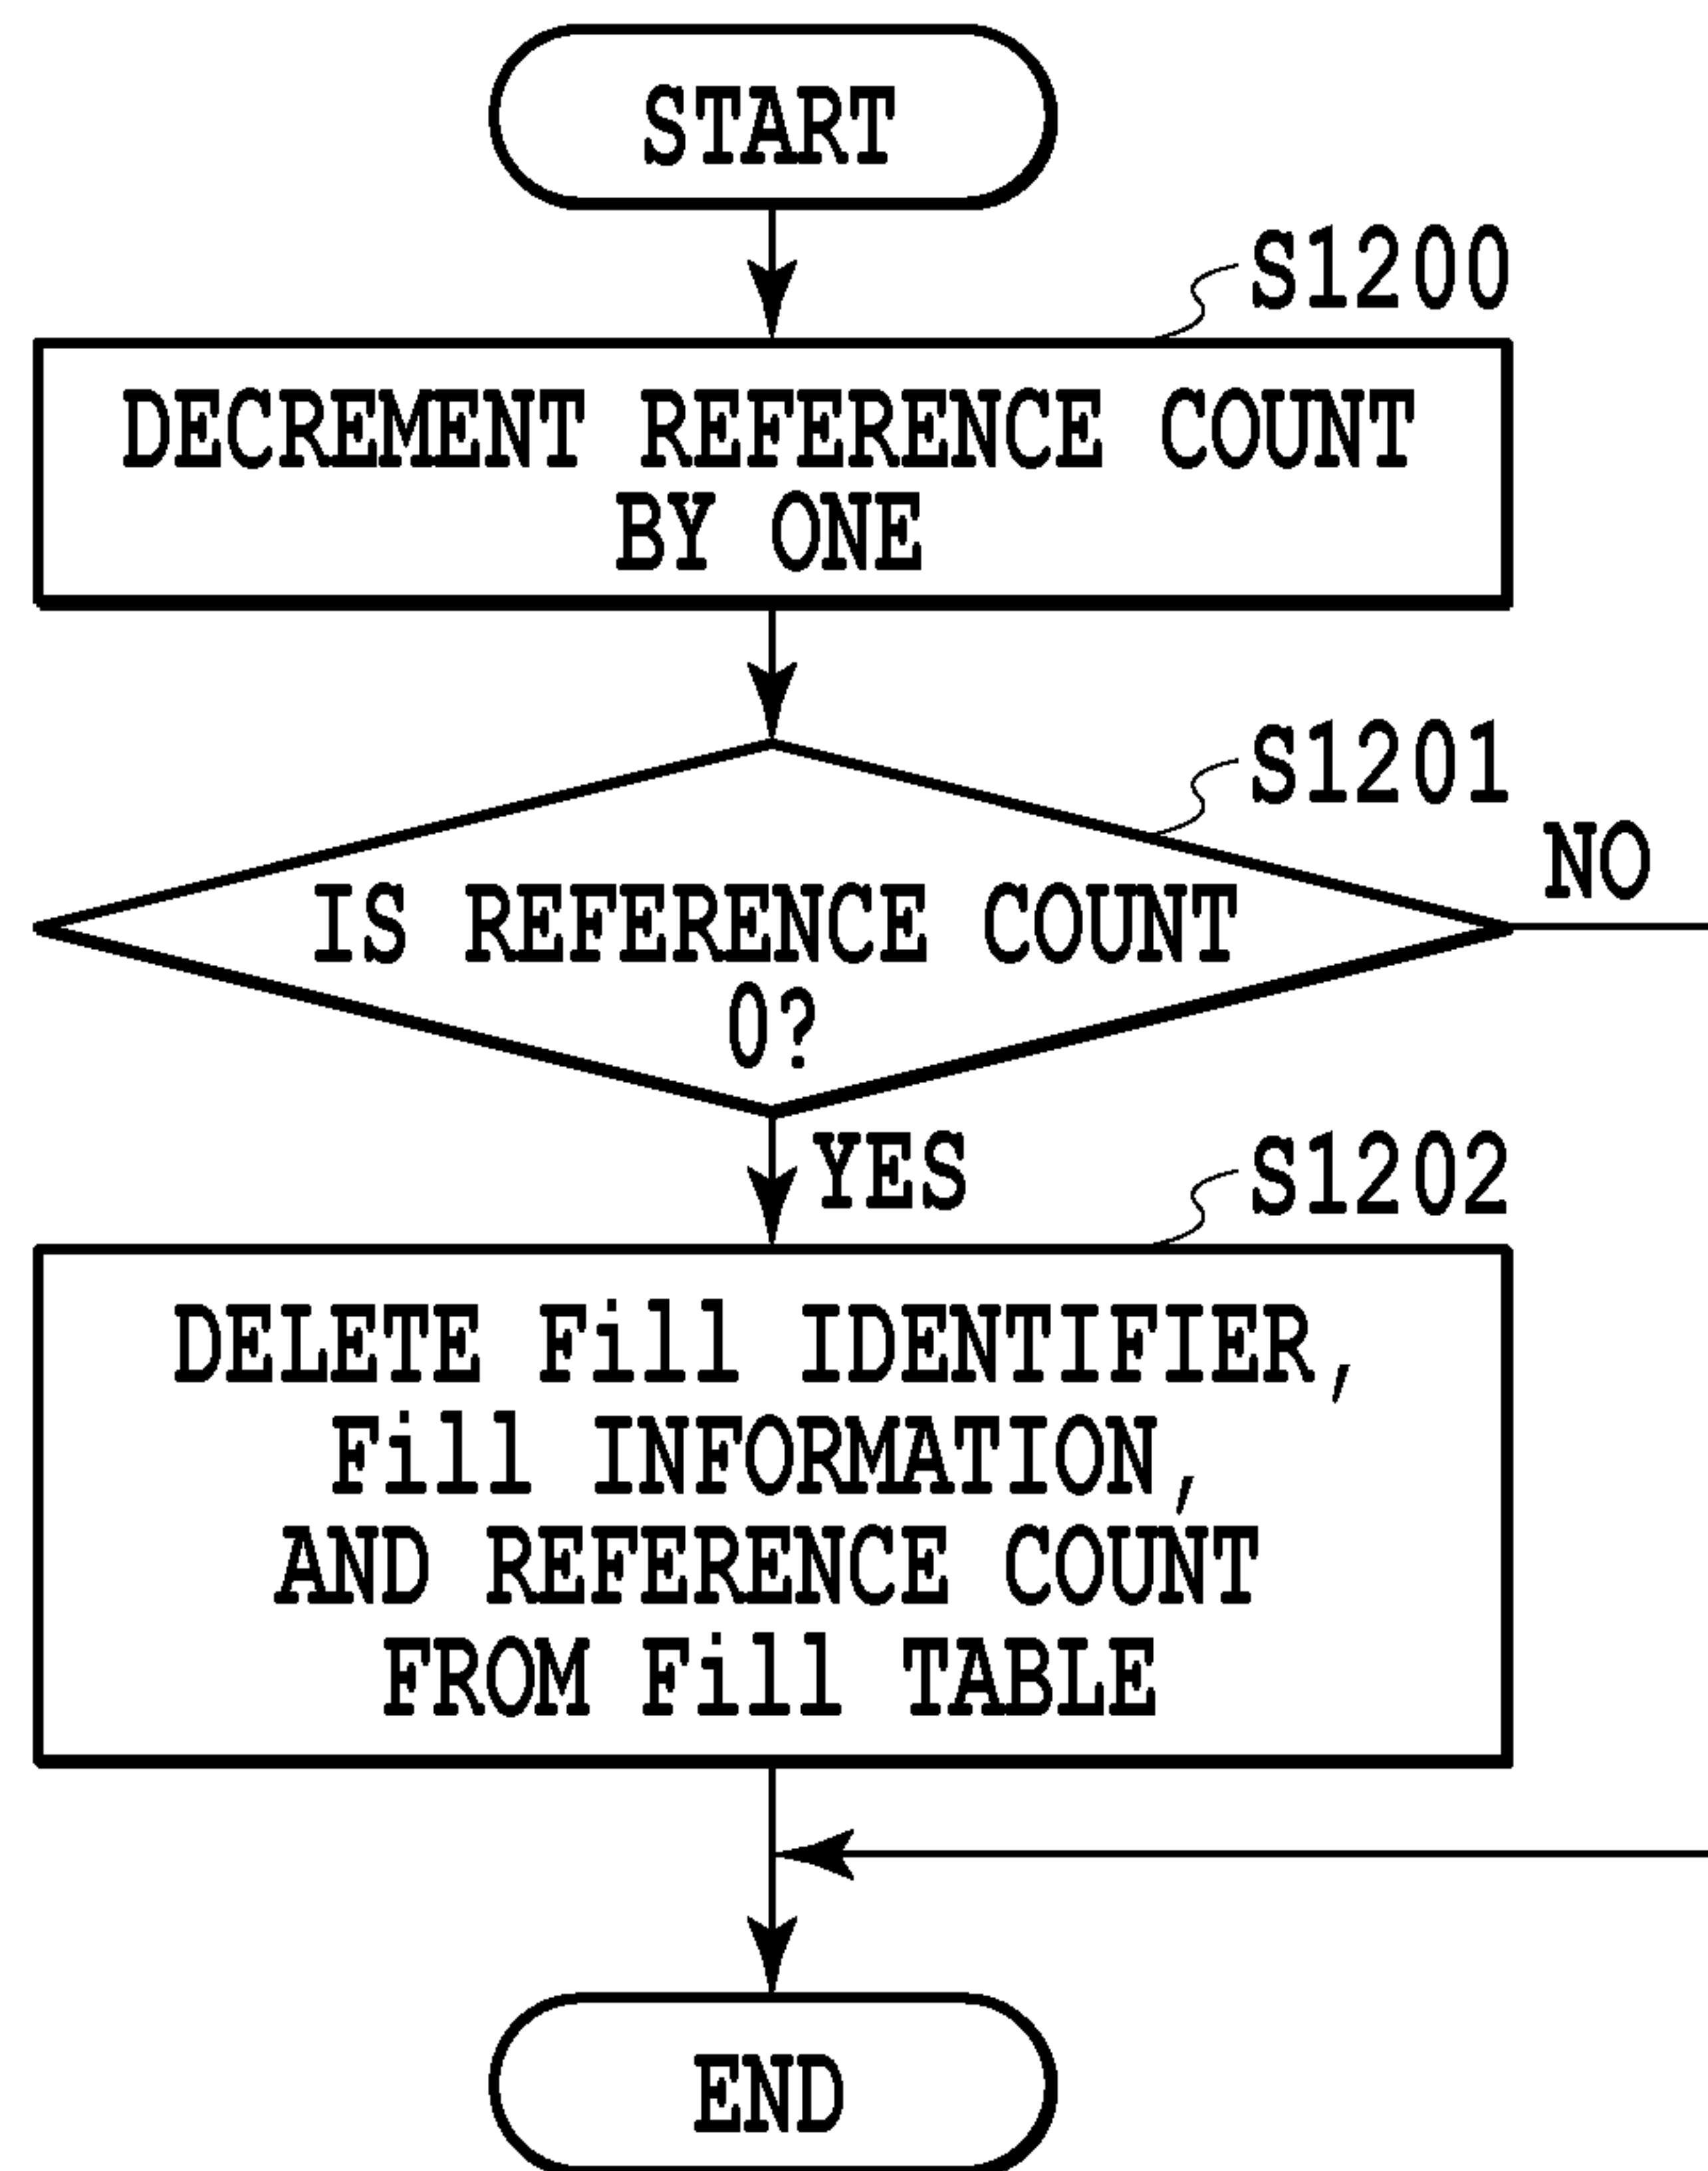 START
S1200
DECREMENT REFERENCE COUNT
BY ONE
S1201
NO
IS REFERENCE COUNT
0?
YES
S1202
DELETE Fill IDENTIFIER,
Fill INFORMATION,
AND REFERENCE COUNT
FROM Fill TABLE
END